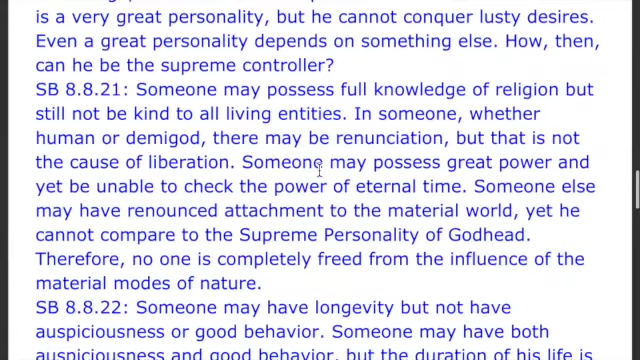 is a very great personality, but he cannot conquer lusty desires.
Even a great personality depends on something else. How, then,
can he be the supreme controller?
SB 8.8.21: Someone may possess full knowledge of religion but
still not be kind to all living entities. In someone, whether
human or demigod, there may be renunciation, but that is not
the cause of liberation. Someone may possess great power and
yet be unable to check the power of eternal time. Someone else
may have renounced attachment to the material world, yet he
cannot compare to the Supreme Personality of Godhead.
Therefore, no one is completely freed from the influence of the
material modes of nature.
SB 8.8.22: Someone may have longevity but not have
auspiciousness or good behavior. Someone may have both
auspiciousness and good behavior, but the duration of his life is